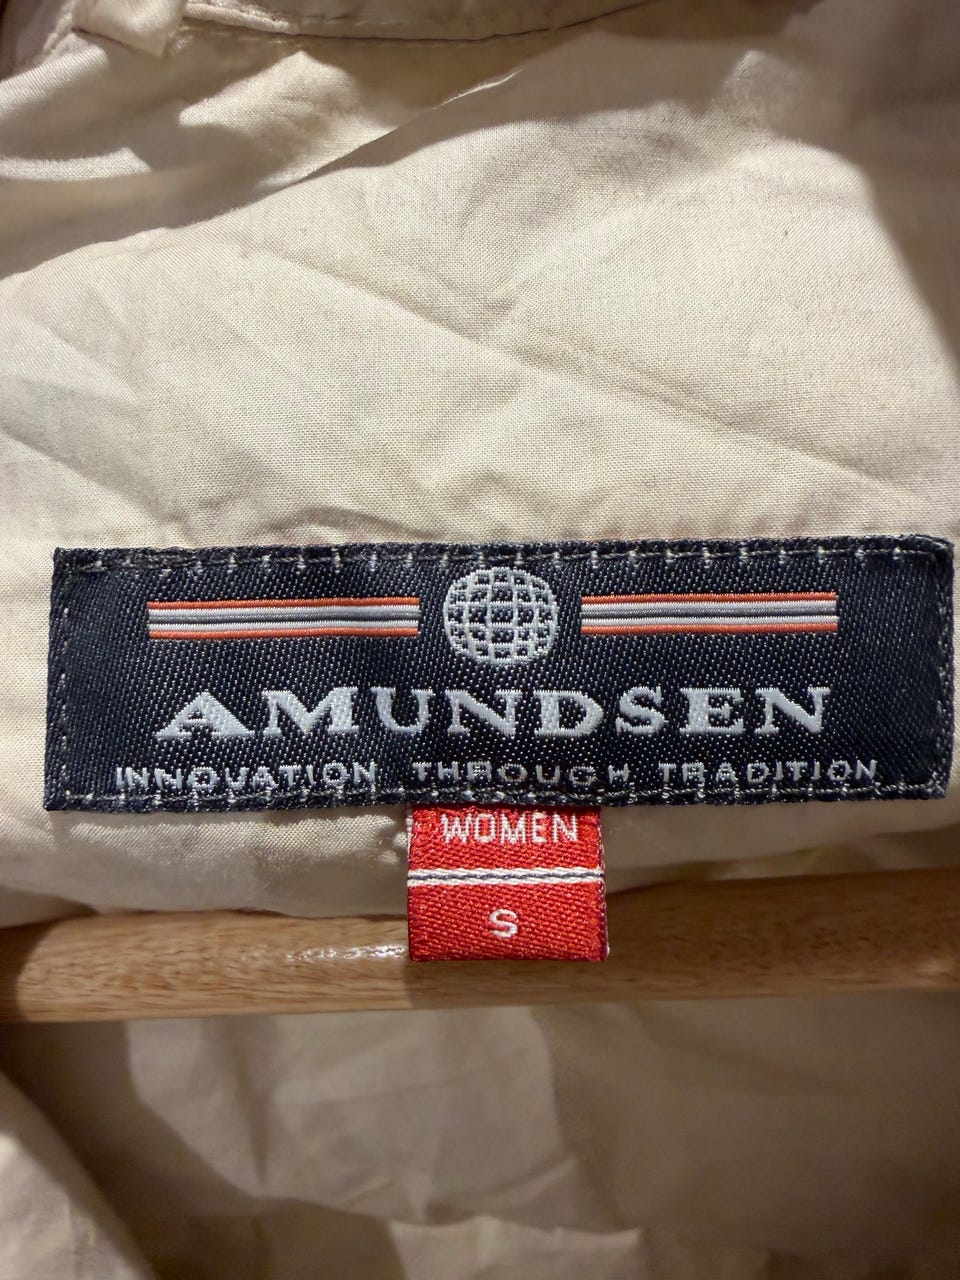 AMUNDSEN
INNOVATION THROUGH TRADITION
WOMEN
S